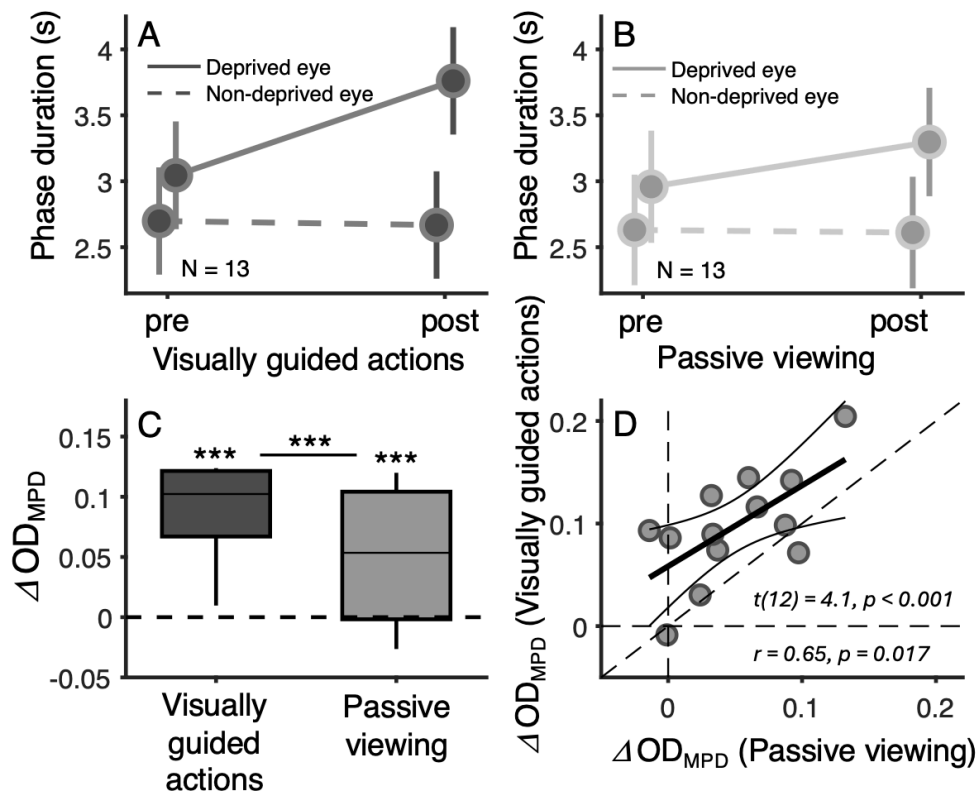 A
Phase duration (s)
4
3.5
3
2.5
Deprived eye
Non-deprived eye
N = 13
pre
post
Visually guided actions
B
Phase duration (s)
4
3.5
3
2.5
Deprived eye
Non-deprived eye
N = 13
pre
post
Passive viewing
C
ΔOD_MPD
0.15
0.1
0.05
0
-0.05
***
***
***
Visually
guided
actions
Passive
viewing
D
ΔOD_MPD (Visually guided actions)
0.2
0.1
0
t(12) = 4.1, p < 0.001
r = 0.65, p = 0.017
0
0.1
0.2
ΔOD_MPD (Passive viewing)